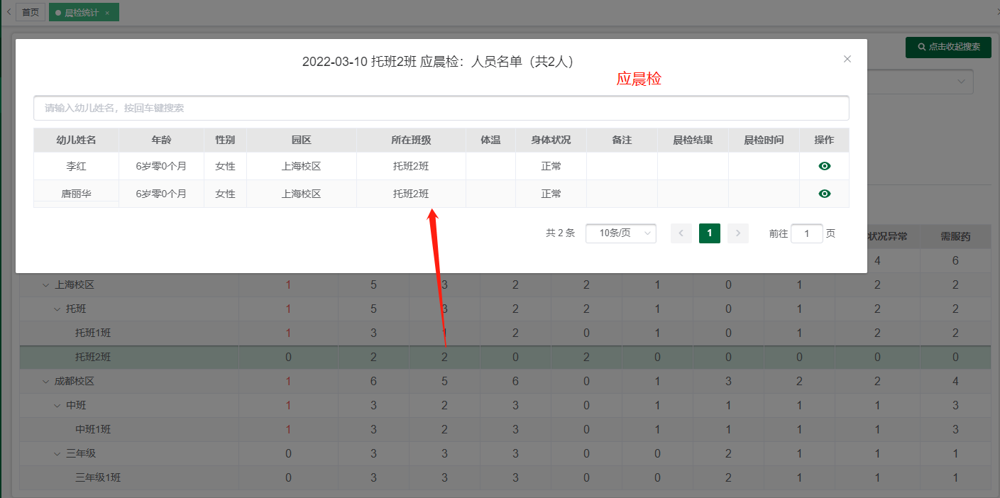 首页 晨检统计 ×
点击收起搜索
2022-03-10 托班2班 应晨检：人员名单（共2人）
应晨检
请输入幼儿姓名，按回车键搜索
幼儿姓名 年龄 性别 园区 所在班级 体温 身体状况 备注 晨检结果 晨检时间 操作
李红 6岁零0个月 女性 上海校区 托班2班 正常
唐丽华 6岁零0个月 女性 上海校区 托班2班 正常
共 2 条 10条/页 1 前往 1 页
状况异常 需服药
4 6
上海校区 1 5 3 2 2 1 0 1 2 2
托班 1 5 3 2 2 1 0 1 2 2
托班1班 1 3 1 2 0 1 0 1 2 2
托班2班 0 2 2 0 2 0 0 0 0 0
成都校区 1 6 5 6 0 1 3 2 2 4
中班 1 3 2 3 0 1 1 1 1 3
中班1班 1 3 2 3 0 1 1 1 1 3
三年级 0 3 3 3 0 0 2 1 1 1
三年级1班 0 3 3 3 0 0 2 1 1 1